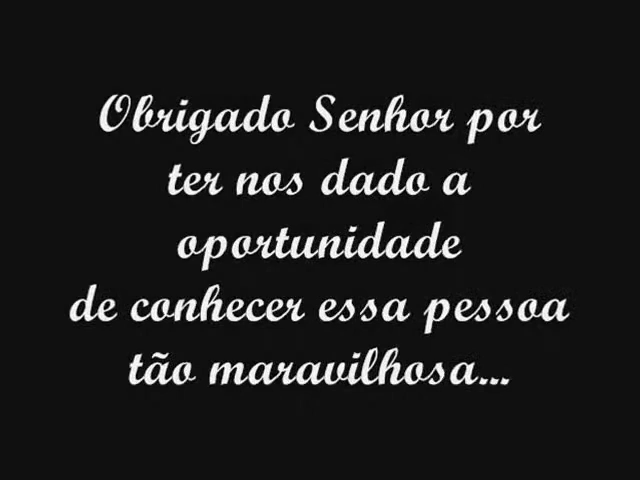 Obrigado Senhor por
ter nos dado a
oportunidade
de conhecer essa pessoa
tão maravilhosa...